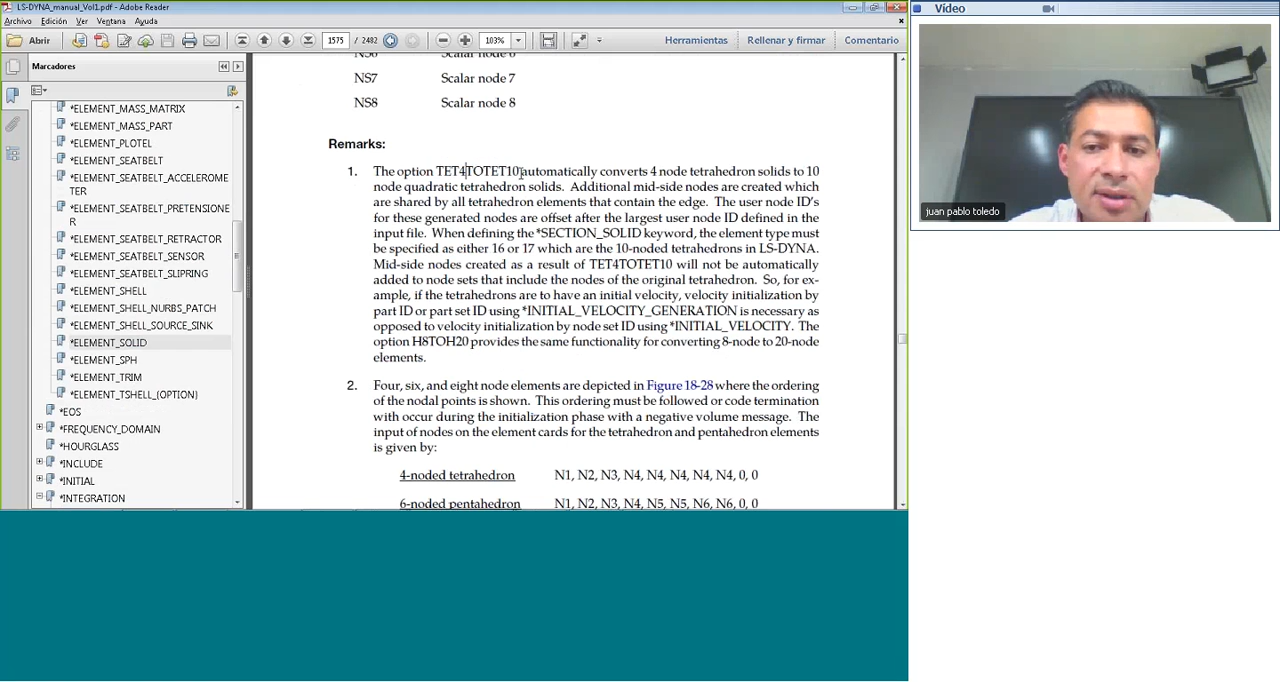 LS-DYNA_manual_Vol1.pdf - Adobe Reader
Archivo Edición Ver Ventana Ayuda
Abrir 1575 / 2482 103% Herramientas Rellenar y firmar Comentario
Marcadores
*ELEMENT_MASS_MATRIX
*ELEMENT_MASS_PART
*ELEMENT_PLOTEL
*ELEMENT_SEATBELT
*ELEMENT_SEATBELT_ACCELEROME
TER
*ELEMENT_SEATBELT_PRETENSIONE
R
*ELEMENT_SEATBELT_RETRACTOR
*ELEMENT_SEATBELT_SENSOR
*ELEMENT_SEATBELT_SLIPRING
*ELEMENT_SHELL
*ELEMENT_SHELL_NURBS_PATCH
*ELEMENT_SHELL_SOURCE_SINK
*ELEMENT_SOLID
*ELEMENT_SPH
*ELEMENT_TRIM
*ELEMENT_TSHELL_(OPTION)
*EOS
*FREQUENCY_DOMAIN
*HOURGLASS
*INCLUDE
*INITIAL
*INTEGRATION
NS6 Scalar node 6
NS7 Scalar node 7
NS8 Scalar node 8
Remarks:
1. The option TET4TOTET10 automatically converts 4 node tetrahedron solids to 10
node quadratic tetrahedron solids. Additional mid-side nodes are created which
are shared by all tetrahedron elements that contain the edge. The user node ID's
for these generated nodes are offset after the largest user node ID defined in the
input file. When defining the *SECTION_SOLID keyword, the element type must
be specified as either 16 or 17 which are the 10-noded tetrahedrons in LS-DYNA.
Mid-side nodes created as a result of TET4TOTET10 will not be automatically
added to node sets that include the nodes of the original tetrahedron. So, for ex-
ample, if the tetrahedrons are to have an initial velocity, velocity initialization by
part ID or part set ID using *INITIAL_VELOCITY_GENERATION is necessary as
opposed to velocity initialization by node set ID using *INITIAL_VELOCITY. The
option H8TOH20 provides the same functionality for converting 8-node to 20-node
elements.
2. Four, six, and eight node elements are depicted in Figure 18-28 where the ordering
of the nodal points is shown. This ordering must be followed or code termination
with occur during the initialization phase with a negative volume message. The
input of nodes on the element cards for the tetrahedron and pentahedron elements
is given by:
4-noded tetrahedron N1, N2, N3, N4, N4, N4, N4, N4, 0, 0
6-noded pentahedron N1, N2, N3, N4, N5, N5, N6, N6, 0, 0
Vídeo
juan pablo toledo